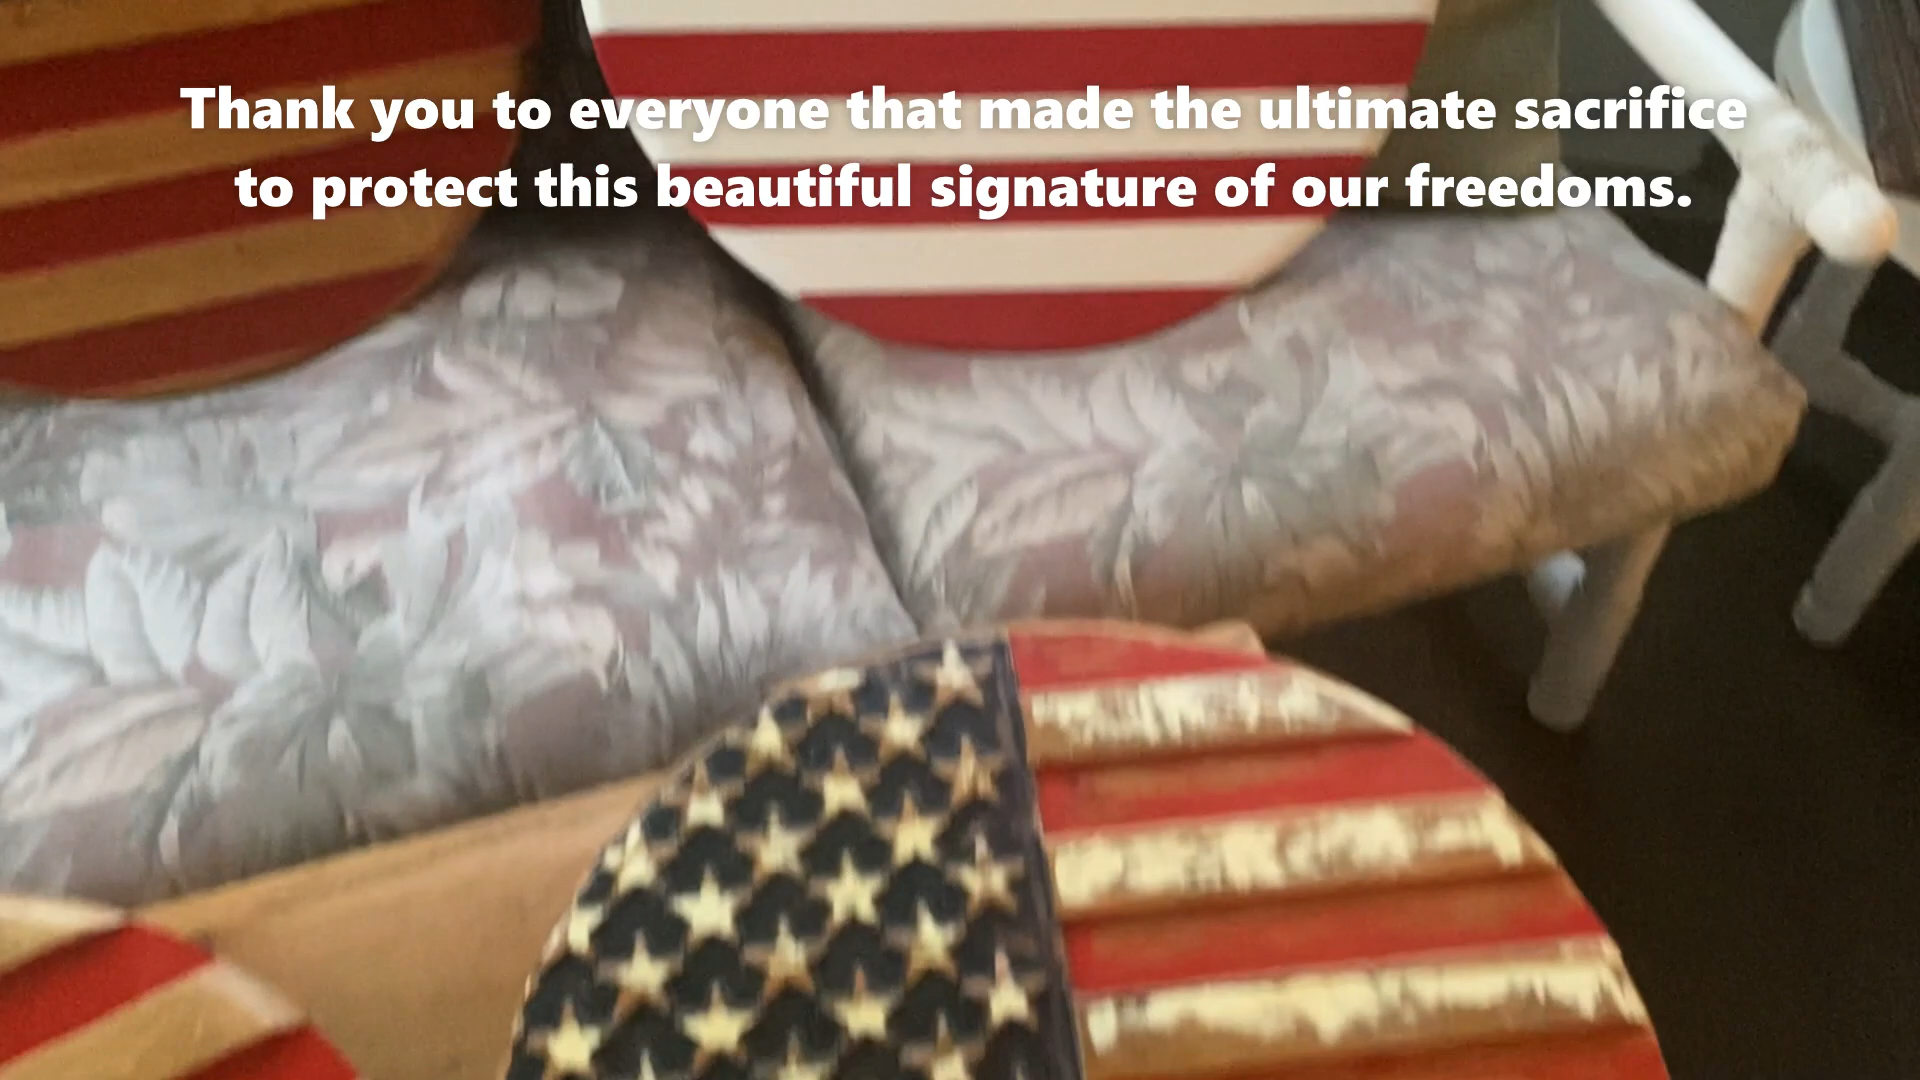 Thank you to everyone that made the ultimate sacrifice
to protect this beautiful signature of our freedoms.